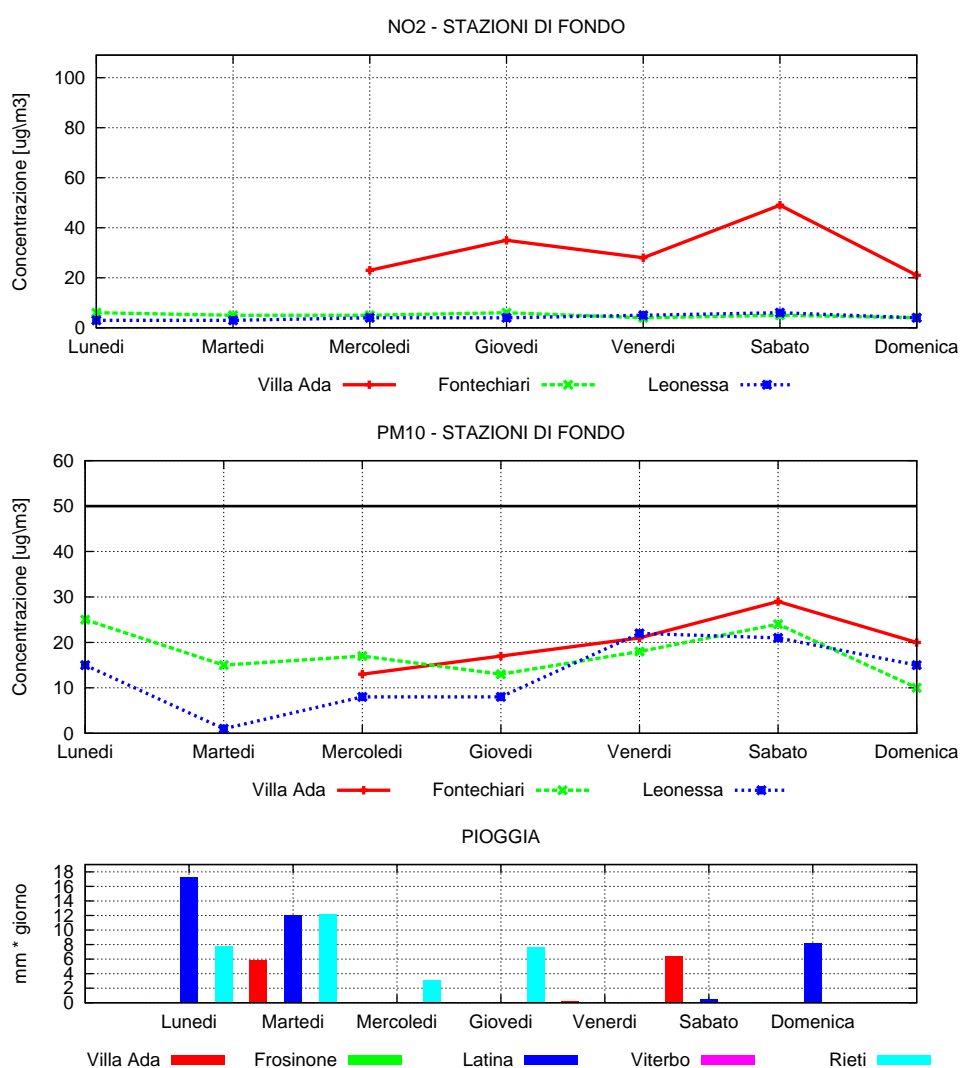 NO2 - STAZIONI DI FONDO
Concentrazione [ug\m3]
100
80
60
40
20
0
Lunedi Martedi Mercoledi Giovedi Venerdi Sabato Domenica
Villa Ada Fontechiari Leonessa
PM10 - STAZIONI DI FONDO
Concentrazione [ug\m3]
60
50
40
30
20
10
0
Lunedi Martedi Mercoledi Giovedi Venerdi Sabato Domenica
Villa Ada Fontechiari Leonessa
PIOGGIA
mm * giorno
18
16
14
12
10
8
6
4
2
0
Lunedi Martedi Mercoledi Giovedi Venerdi Sabato Domenica
Villa Ada Frosinone Latina Viterbo Rieti